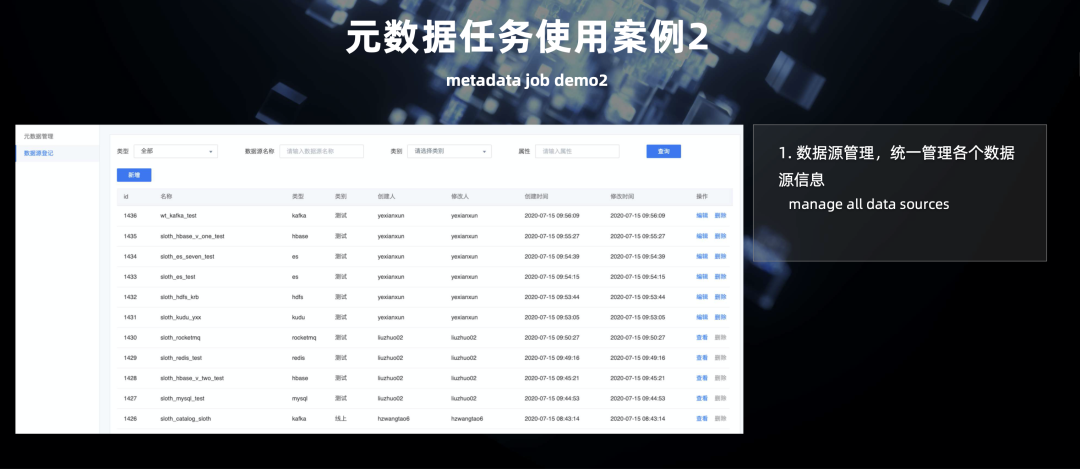 元数据任务使用案例2
metadata job demo2
元数据管理
数据源登记
类型 全部 数据源名称 请输入数据源名称 类别 请选择类别 属性 请输入属性 查询
新增
id 名称 类型 类别 创建人 修改人 创建时间 修改时间 操作
1436 wt_kafka_test kafka 测试 yexianxun yexianxun 2020-07-15 09:56:09 2020-07-15 09:56:09 编辑 删除
1435 sloth_hbase_v_one_test hbase 测试 yexianxun yexianxun 2020-07-15 09:55:27 2020-07-15 09:55:27 编辑 删除
1434 sloth_es_seven_test es 测试 yexianxun yexianxun 2020-07-15 09:54:39 2020-07-15 09:54:39 编辑 删除
1433 sloth_es_test es 测试 yexianxun yexianxun 2020-07-15 09:54:15 2020-07-15 09:54:15 编辑 删除
1432 sloth_hdfs_krb hdfs 测试 yexianxun yexianxun 2020-07-15 09:53:44 2020-07-15 09:53:44 编辑 删除
1431 sloth_kudu_yxx kudu 测试 yexianxun yexianxun 2020-07-15 09:53:05 2020-07-15 09:53:05 编辑 删除
1430 sloth_rocketmq rocketmq 测试 liuzhuo02 liuzhuo02 2020-07-15 09:50:27 2020-07-15 09:50:27 查看 删除
1429 sloth_redis_test redis 测试 liuzhuo02 liuzhuo02 2020-07-15 09:49:16 2020-07-15 09:49:16 查看 删除
1428 sloth_hbase_v_two_test hbase 测试 liuzhuo02 liuzhuo02 2020-07-15 09:45:21 2020-07-15 09:45:21 查看 删除
1427 sloth_mysql_test mysql 测试 liuzhuo02 liuzhuo02 2020-07-15 09:44:53 2020-07-15 09:44:53 查看 删除
1426 sloth_catalog_sloth kafka 线上 hzwangtao6 hzwangtao6 2020-07-15 08:43:14 2020-07-15 08:43:14 查看 删除
1. 数据源管理，统一管理各个数据
源信息
manage all data sources